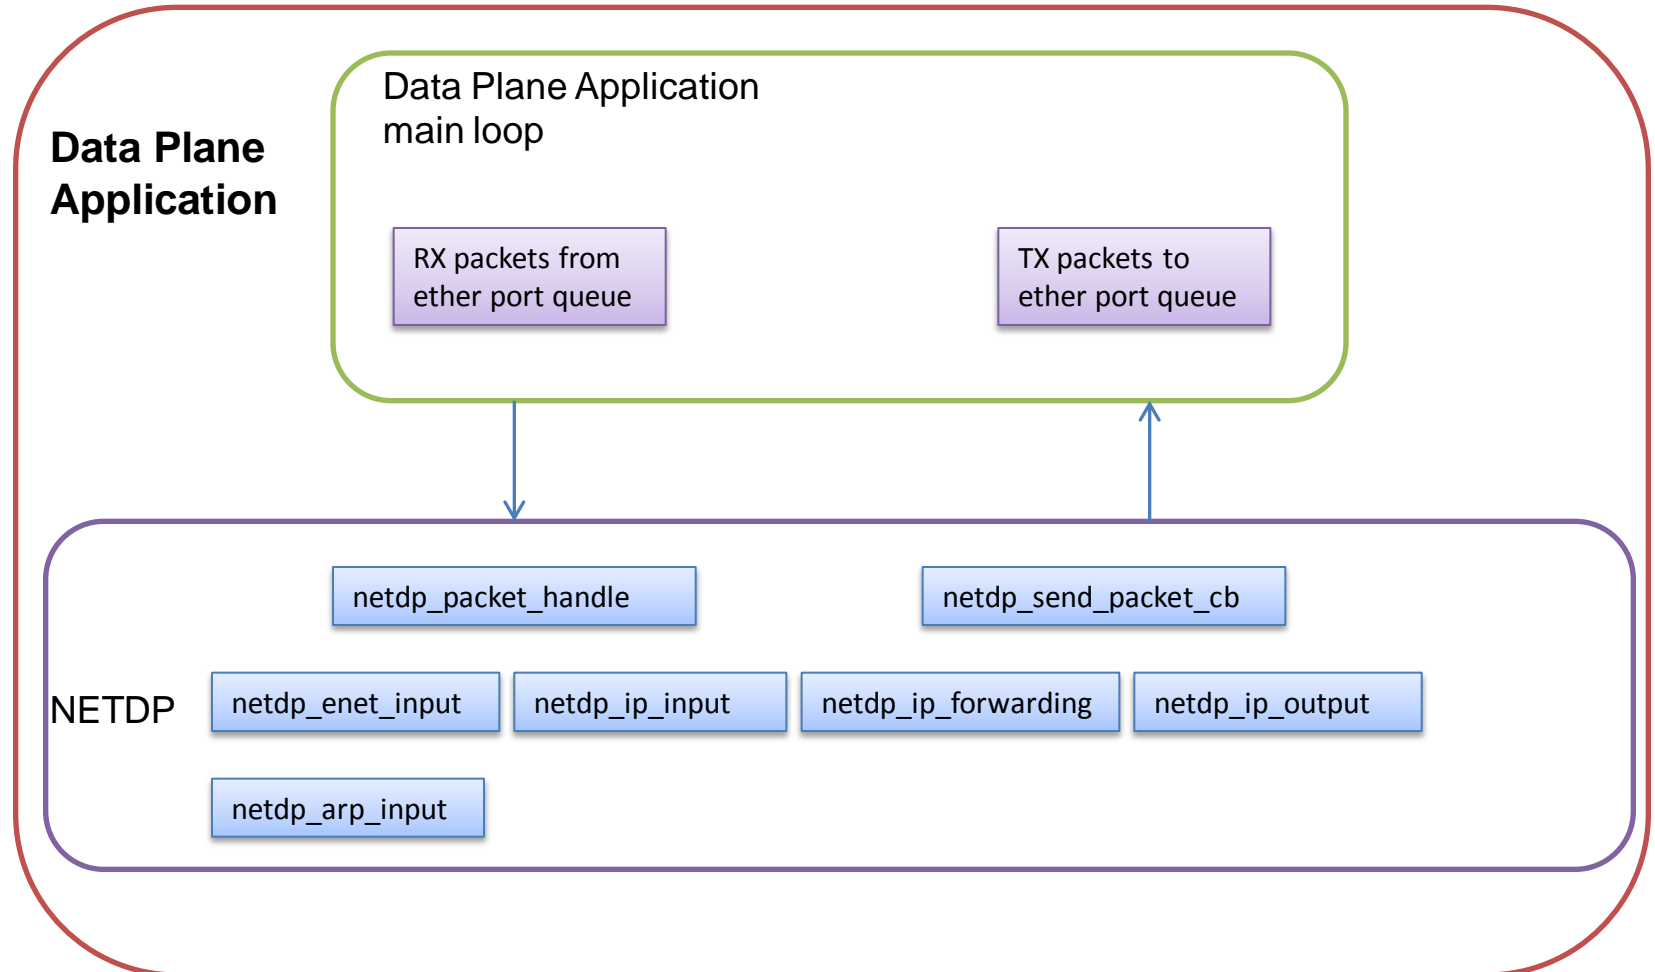 Data Plane Application
main loop
Data Plane
Application
RX packets from
ether port queue
TX packets to
ether port queue
netdp_packet_handle
netdp_send_packet_cb
NETDP
netdp_enet_input
netdp_ip_input
netdp_ip_forwarding
netdp_ip_output
netdp_arp_input